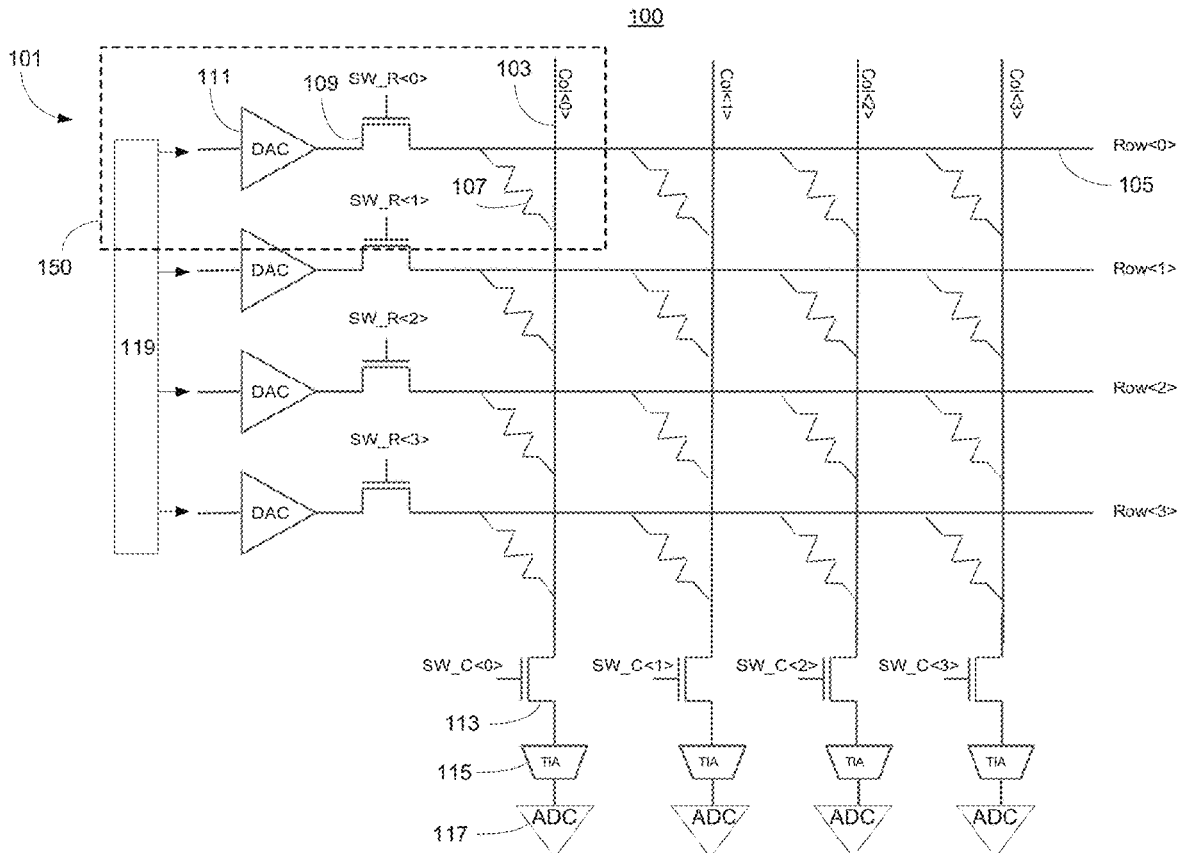 100
101
111
109
SW_R<0>
103
Col<0>
Col<1>
Col<2>
Col<3>
DAC
Row<0>
107
105
SW_R<1>
150
DAC
Row<1>
SW_R<2>
119
DAC
Row<2>
SW_R<3>
DAC
Row<3>
SW_C<0>
SW_C<1>
SW_C<2>
SW_C<3>
113
115
TIA
TIA
TIA
TIA
117
ADC
ADC
ADC
ADC